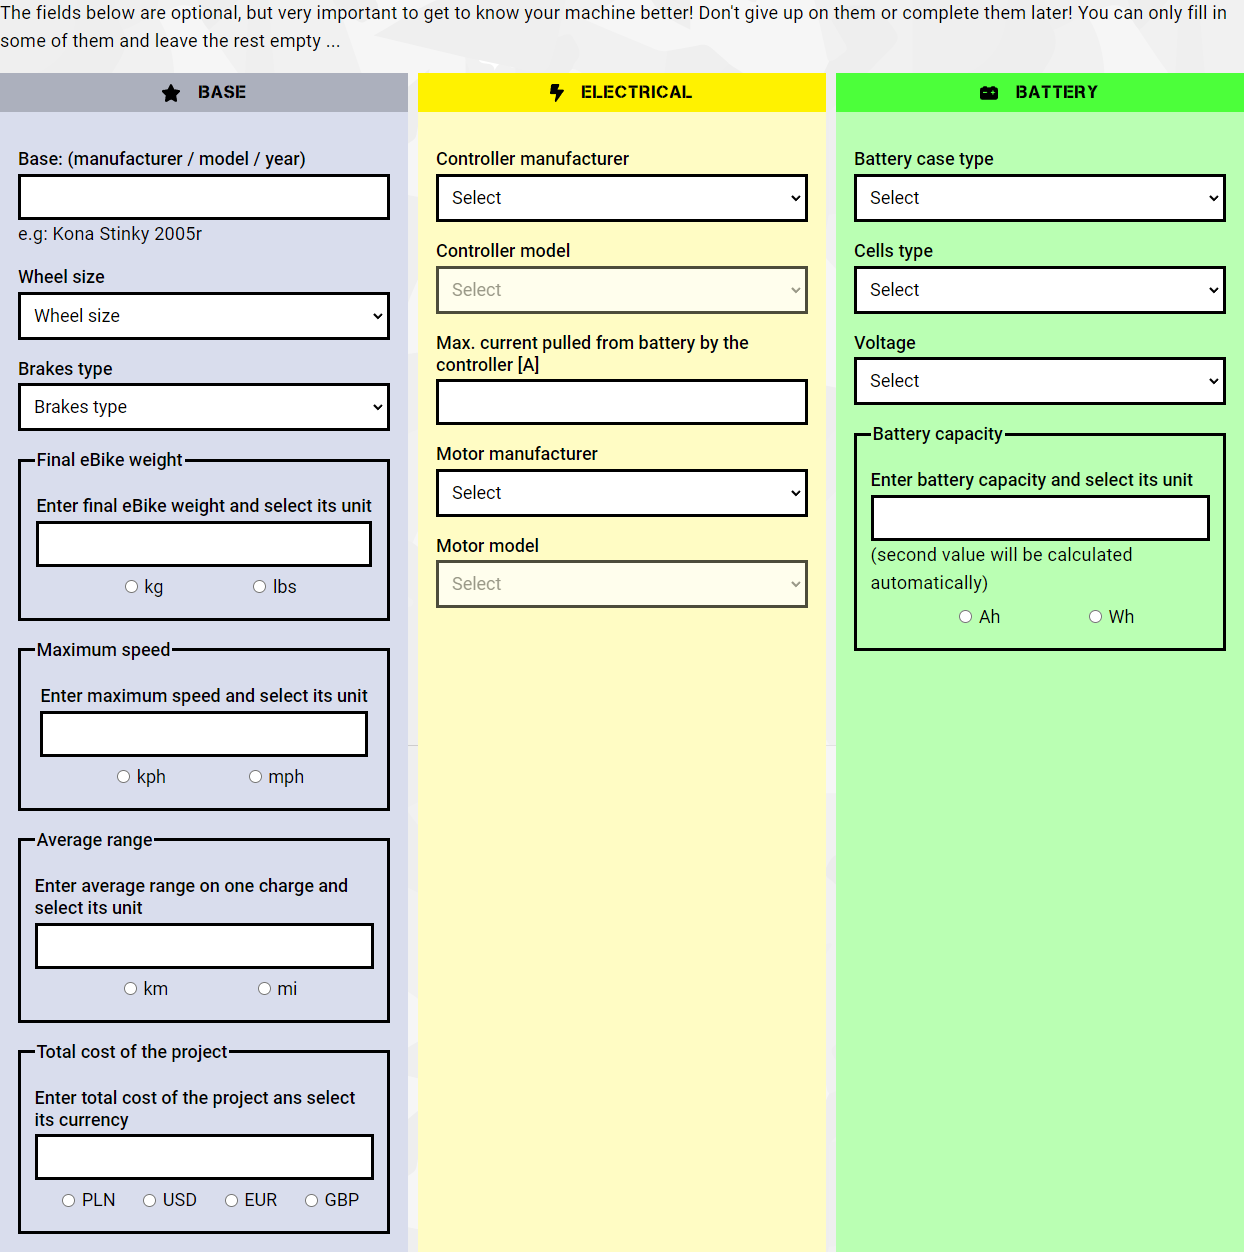 The fields below are optional, but very important to get to know your machine better! Don't give up on them or complete them later! You can only fill in
some of them and leave the rest empty ...
BASE
Base: (manufacturer / model / year)
e.g: Kona Stinky 2005r
Wheel size
Wheel size
Brakes type
Brakes type
Final eBike weight
Enter final eBike weight and select its unit
kg lbs
Maximum speed
Enter maximum speed and select its unit
kph mph
Average range
Enter average range on one charge and
select its unit
km mi
Total cost of the project
Enter total cost of the project ans select
its currency
PLN USD EUR GBP
ELECTRICAL
Controller manufacturer
Select
Controller model
Select
Max. current pulled from battery by the
controller [A]
Motor manufacturer
Select
Motor model
Select
BATTERY
Battery case type
Select
Cells type
Select
Voltage
Select
Battery capacity
Enter battery capacity and select its unit
(second value will be calculated
automatically)
Ah Wh